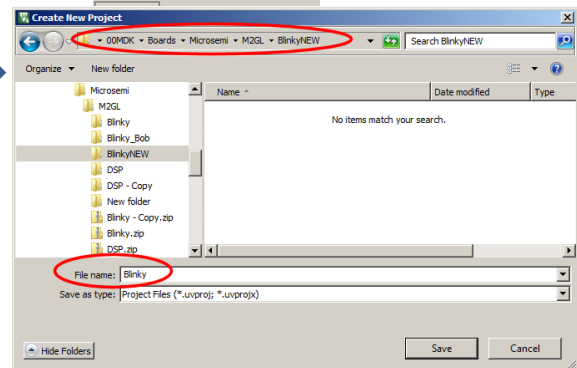 Create New Project
00MDK Boards Microsemi M2GL BlinkyNEW
Search BlinkyNEW
Organize New folder
Name Date modified Type
Microsemi
M2GL
Blinky
Blinky_Bob
BlinkyNEW
DSP
DSP - Copy
New folder
Blinky - Copy.zip
Blinky.zip
DSP.zip
No items match your search.
File name: Blinky
Save as type: Project Files (*.uvproj; *.uvprojx)
Hide Folders Save Cancel